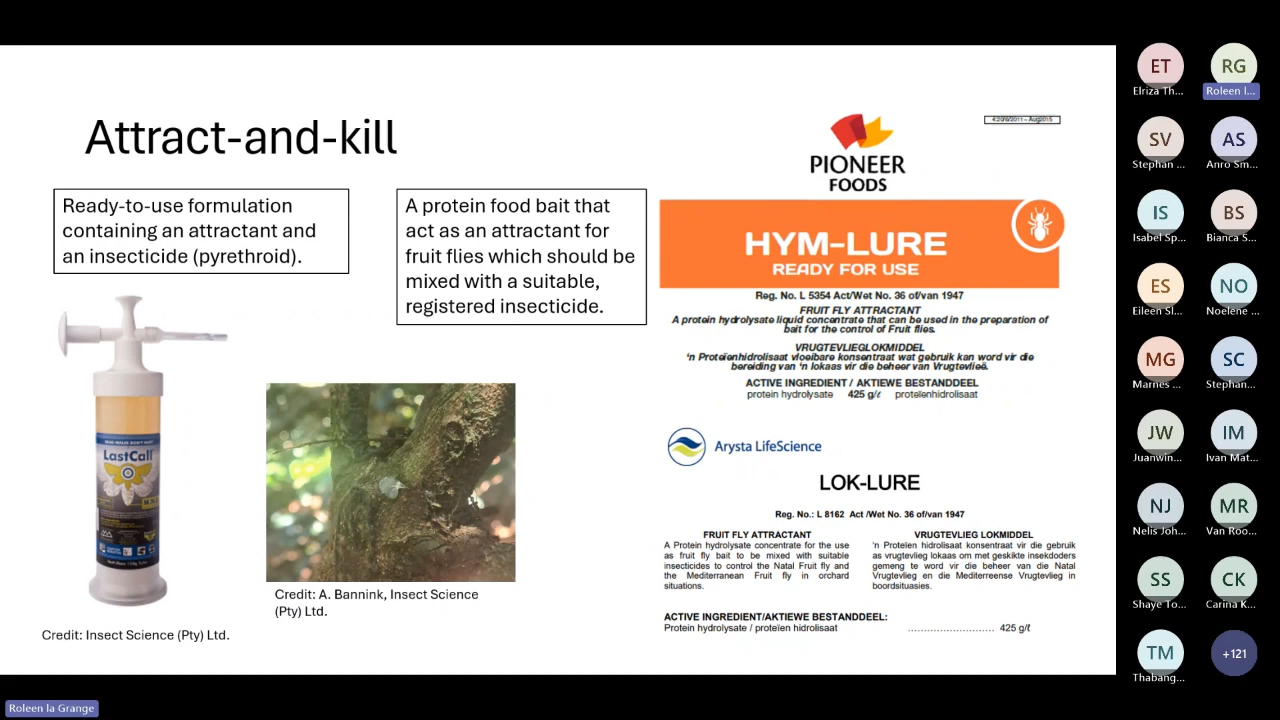 Attract-and-kill
Ready-to-use formulation
containing an attractant and
an insecticide (pyrethroid).
A protein food bait that
act as an attractant for
fruit flies which should be
mixed with a suitable,
registered insecticide.
LastCall
Credit: Insect Science (Pty) Ltd.
Credit: A. Bannink, Insect Science
(Pty) Ltd.
PIONEER
FOODS
HYM-LURE
READY FOR USE
Reg. No. L 5354 Act/Wet No. 36 of/van 1947
FRUIT FLY ATTRACTANT
A protein hydrolysate liquid concentrate that can be used in the preparation of
bait for the control of Fruit flies.
VRUGTEVLIEGLOKMIDDEL
'n Proteïenhidrolisaat vloeibare konsentraat wat gebruik kan word vir die
bereiding van 'n lokaas vir die beheer van Vrugtevlieë.
ACTIVE INGREDIENT / AKTIEWE BESTANDDEEL
protein hydrolysate 425 g/ℓ proteïenhidrolisaat
Arysta LifeScience
LOK-LURE
Reg. No.: L 8162 Act /Wet No. 36 of/van 1947
FRUIT FLY ATTRACTANT
A Protein hydrolysate concentrate for the use
as fruit fly bait to be mixed with suitable
insecticides to control the Natal Fruit fly and
the Mediterranean Fruit fly in orchard
situations.
VRUGTEVLIEG LOKMIDDEL
'n Proteïen hidrolisaat konsentraat vir die gebruik
as vrugtevlieg lokaas om met geskikte insekdoders
gemeng te word vir die beheer van die Natal
Vrugtevlieg en die Mediterreense Vrugtevlieg in
boordsituasies.
ACTIVE INGREDIENT/AKTIEWE BESTANDDEEL:
Protein hydrolysate / proteïen hidrolisaat .......................... 425 g/ℓ
ET
Elriza Th...
RG
Roleen l...
SV
Stephan ...
AS
Anro Sm...
IS
Isabel Sp...
BS
Bianca S...
ES
Eileen Sl...
NO
Noelene ...
MG
Marnes ...
SC
Stephan...
JW
Juanwin...
IM
Ivan Mat...
NJ
Nelis Joh...
MR
Van Roo...
SS
Shaye To...
CK
Carina K...
TM
Thabang...
+121
Roleen la Grange